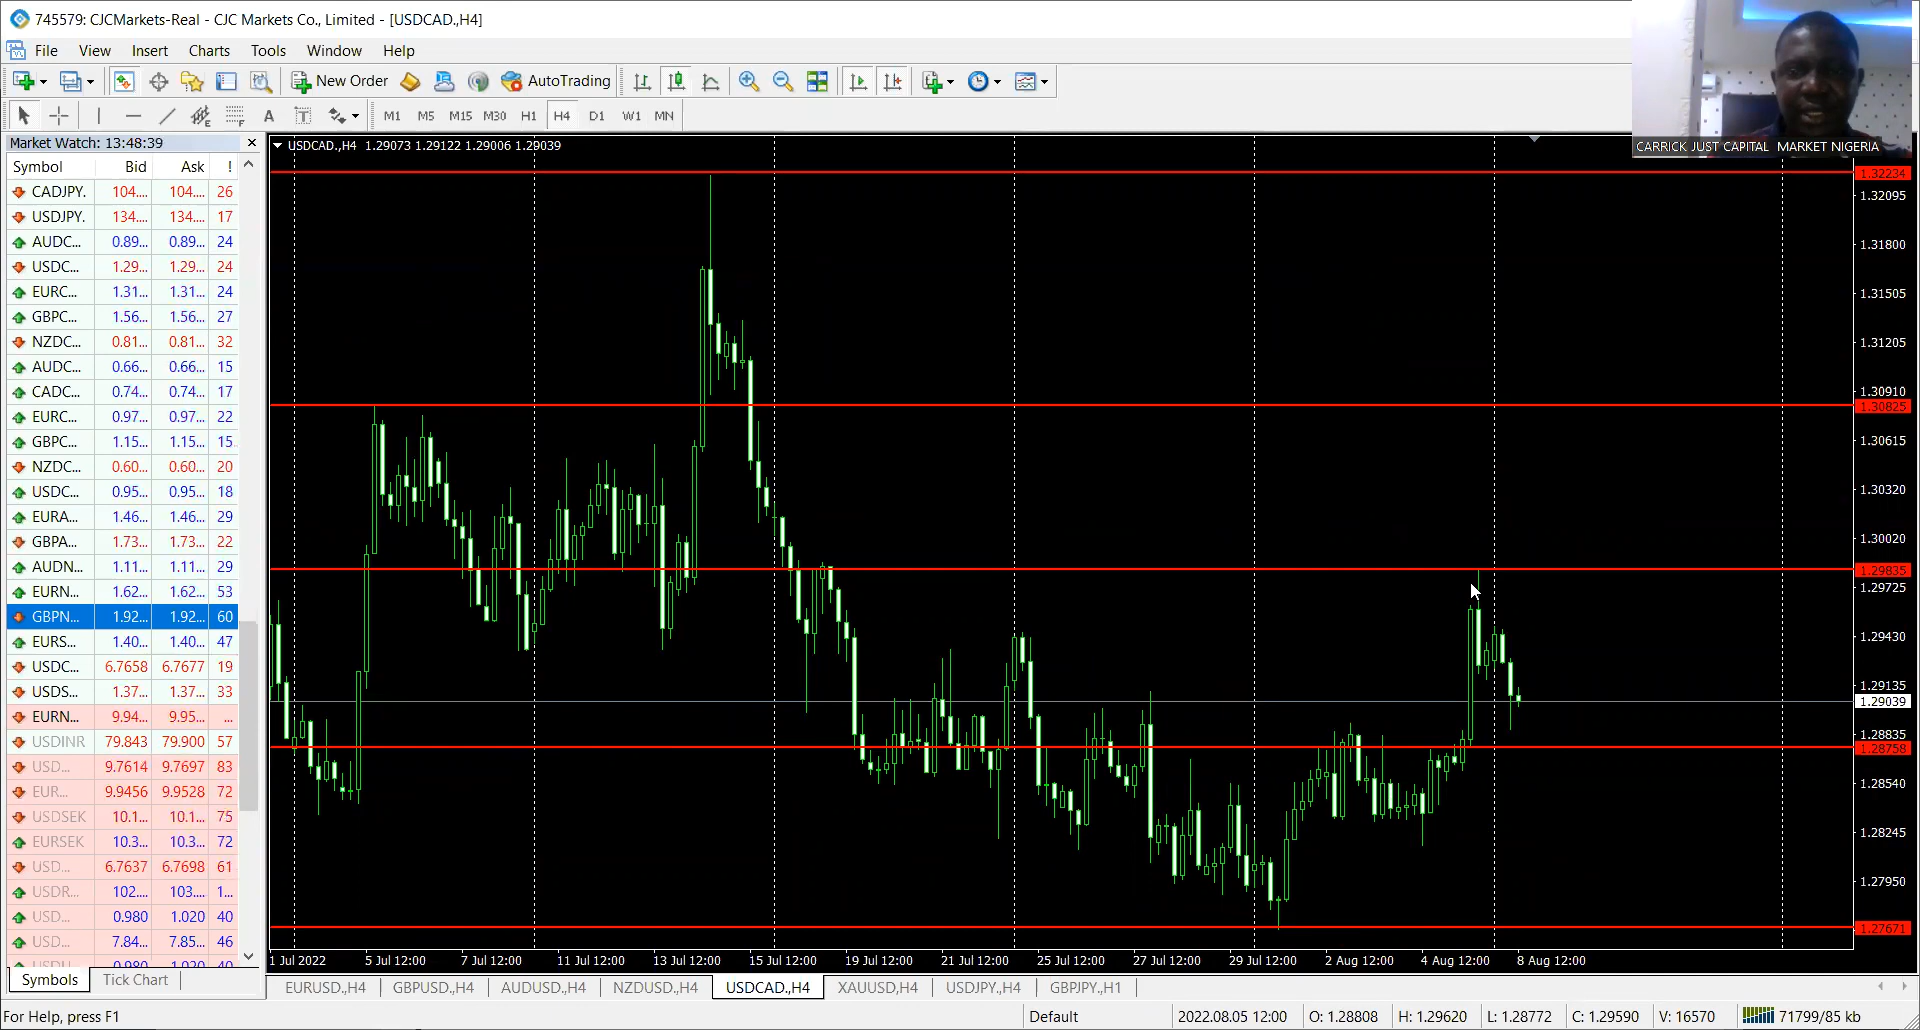 745579: CJCMarkets-Real - CJC Markets Co., Limited - [USDCAD.,H4]
File View Insert Charts Tools Window Help
New Order AutoTrading
A T M1 M5 M15 M30 H1 H4 D1 W1 MN
CARRICK JUST CAPITAL MARKET NIGERIA
Market Watch: 13:48:39
Symbol Bid Ask !
CADJPY. 104.... 104.... 26
USDJPY. 134.... 134.... 17
AUDC... 0.89... 0.89... 24
USDC... 1.29... 1.29... 24
EURC... 1.31... 1.31... 24
GBPC... 1.56... 1.56... 27
NZDC... 0.81... 0.81... 32
AUDC... 0.66... 0.66... 15
CADC... 0.74... 0.74... 17
EURC... 0.97... 0.97... 22
GBPC... 1.15... 1.15... 15
NZDC... 0.60... 0.60... 20
USDC... 0.95... 0.95... 18
EURA... 1.46... 1.46... 29
GBPA... 1.73... 1.73... 22
AUDN... 1.11... 1.11... 29
EURN... 1.62... 1.62... 53
GBPN... 1.92... 1.92... 60
EURS... 1.40... 1.40... 47
USDC... 6.7658 6.7677 19
USDS... 1.37... 1.37... 33
EURN... 9.94... 9.95... ...
USDINR 79.843 79.900 57
USD... 9.7614 9.7697 83
EUR... 9.9456 9.9528 72
USDSEK 10.1... 10.1... 75
EURSEK 10.3... 10.3... 72
USD... 6.7637 6.7698 61
USDR... 102.... 103.... 1...
USD... 0.980 1.020 40
USD... 7.84... 7.85... 46
Symbols Tick Chart
USDCAD.,H4 1.29073 1.29122 1.29006 1.29039
1.32234
1.32095
1.31800
1.31505
1.31205
1.30910
1.30825
1.30615
1.30320
1.30020
1.29835
1.29725
1.29430
1.29135
1.29039
1.28835
1.28758
1.28540
1.28245
1.27950
1.27671
1 Jul 2022 5 Jul 12:00 7 Jul 12:00 11 Jul 12:00 13 Jul 12:00 15 Jul 12:00 19 Jul 12:00 21 Jul 12:00 25 Jul 12:00 27 Jul 12:00 29 Jul 12:00 2 Aug 12:00 4 Aug 12:00 8 Aug 12:00
EURUSD.,H4 GBPUSD.,H4 AUDUSD.,H4 NZDUSD.,H4 USDCAD.,H4 XAUUSD,H4 USDJPY.,H4 GBPJPY.,H1
For Help, press F1 Default 2022.08.05 12:00 O: 1.28808 H: 1.29620 L: 1.28772 C: 1.29590 V: 16570 71799/85 kb